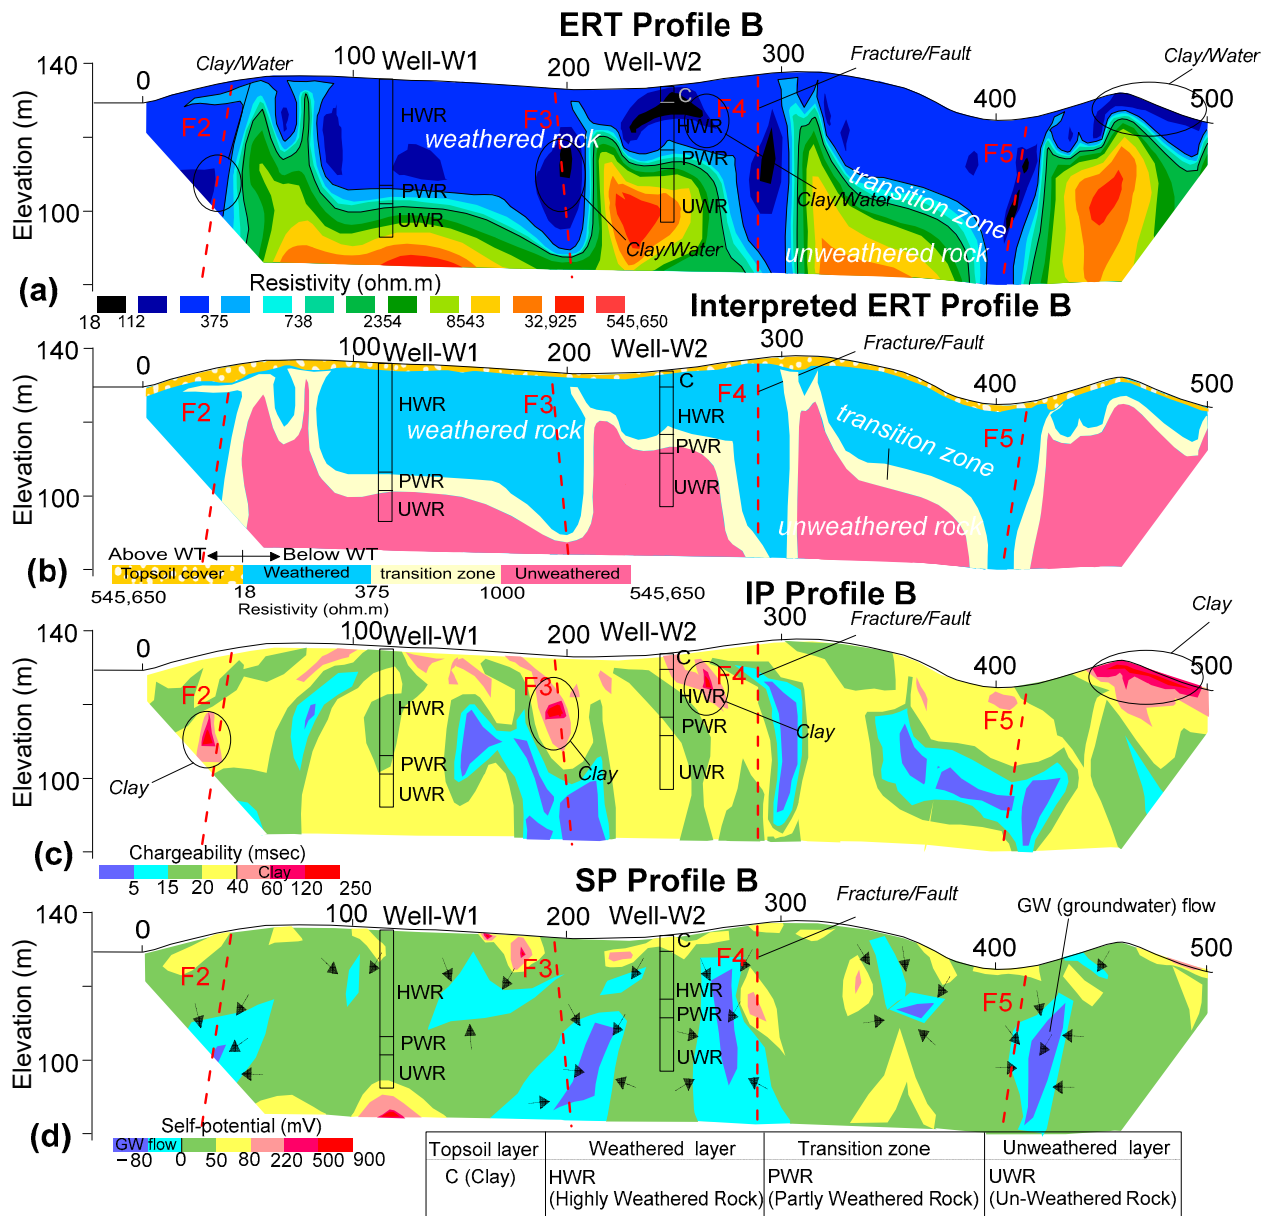 ERT Profile B
140
0
Clay/Water
100
Well-W1
200
Well-W2
300
Fracture/Fault
Clay/Water
400
500
Elevation (m)
100
F2
HWR
weathered rock
F3
C
F4
HWR
F5
PWR
PWR
transition zone
UWR
UWR
Clay/Water
Clay/Water
unweathered rock
(a)
Resistivity (ohm.m)
18 112 375 738 2354 8543 32,925 545,650
Interpreted ERT Profile B
140
0
100
Well-W1
200
Well-W2
300
Fracture/Fault
400
500
Elevation (m)
100
F2
HWR
weathered rock
F3
C
F4
HWR
transition zone
F5
PWR
PWR
UWR
UWR
unweathered rock
(b)
Above WT
Below WT
Topsoil cover
Weathered
transition zone
Unweathered
545,650 18 375 1000 545,650
Resistivity (ohm.m)
IP Profile B
140
0
100
Well-W1
200
Well-W2
300
Fracture/Fault
Clay
400
500
Elevation (m)
100
F2
HWR
F3
C
F4
HWR
F5
PWR
PWR
Clay
Clay
Clay
UWR
UWR
(c)
Chargeability (msec)
Clay
5 15 20 40 60 120 250
SP Profile B
140
0
100
Well-W1
200
Well-W2
300
Fracture/Fault
GW (groundwater) flow
400
500
Elevation (m)
100
F2
HWR
F3
C
F4
HWR
F5
PWR
PWR
UWR
UWR
(d)
Self-potential (mV)
GW flow
−80 0 50 80 220 500 900
Topsoil layer
Weathered layer
Transition zone
Unweathered layer
C (Clay)
HWR
(Highly Weathered Rock)
PWR
(Partly Weathered Rock)
UWR
(Un-Weathered Rock)